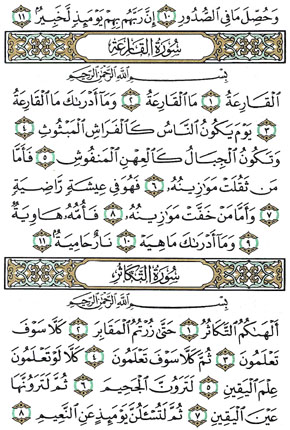 وَحُصِّلَ مَا فِي ٱلصُّدُورِ ١٠ إِنَّ رَبَّهُم بِهِمْ يَوْمَئِذٍ لَّخَبِيرٌۢ ١١
سُورَةُ القَارِعَةِ
بِسْمِ ٱللَّهِ ٱلرَّحْمَٰنِ ٱلرَّحِيمِ
ٱلْقَارِعَةُ ١ مَا ٱلْقَارِعَةُ ٢ وَمَآ أَدْرَىٰكَ مَا ٱلْقَارِعَةُ
٣ يَوْمَ يَكُونُ ٱلنَّاسُ كَٱلْفَرَاشِ ٱلْمَبْثُوثِ ٤
وَتَكُونُ ٱلْجِبَالُ كَٱلْعِهْنِ ٱلْمَنفُوشِ ٥ فَأَمَّا
مَن ثَقُلَتْ مَوَٰزِينُهُۥ ٦ فَهُوَ فِي عِيشَةٍ رَّاضِيَةٍ
٧ وَأَمَّا مَنْ خَفَّتْ مَوَٰزِينُهُۥ ٨ فَأُمُّهُۥ هَاوِيَةٌ
٩ وَمَآ أَدْرَىٰكَ مَا هِيَهْ ١٠ نَارٌ حَامِيَةٌۢ ١١
سُورَةُ التَّكَاثُرِ
بِسْمِ ٱللَّهِ ٱلرَّحْمَٰنِ ٱلرَّحِيمِ
أَلْهَىٰكُمُ ٱلتَّكَاثُرُ ١ حَتَّىٰ زُرْتُمُ ٱلْمَقَابِرَ ٢ كَلَّا سَوْفَ
تَعْلَمُونَ ٣ ثُمَّ كَلَّا سَوْفَ تَعْلَمُونَ ٤ كَلَّا لَوْ تَعْلَمُونَ
عِلْمَ ٱلْيَقِينِ ٥ لَتَرَوُنَّ ٱلْجَحِيمَ ٦ ثُمَّ لَتَرَوُنَّهَا
عَيْنَ ٱلْيَقِينِ ٧ ثُمَّ لَتُسْـَٔلُنَّ يَوْمَئِذٍ عَنِ ٱلنَّعِيمِ ٨